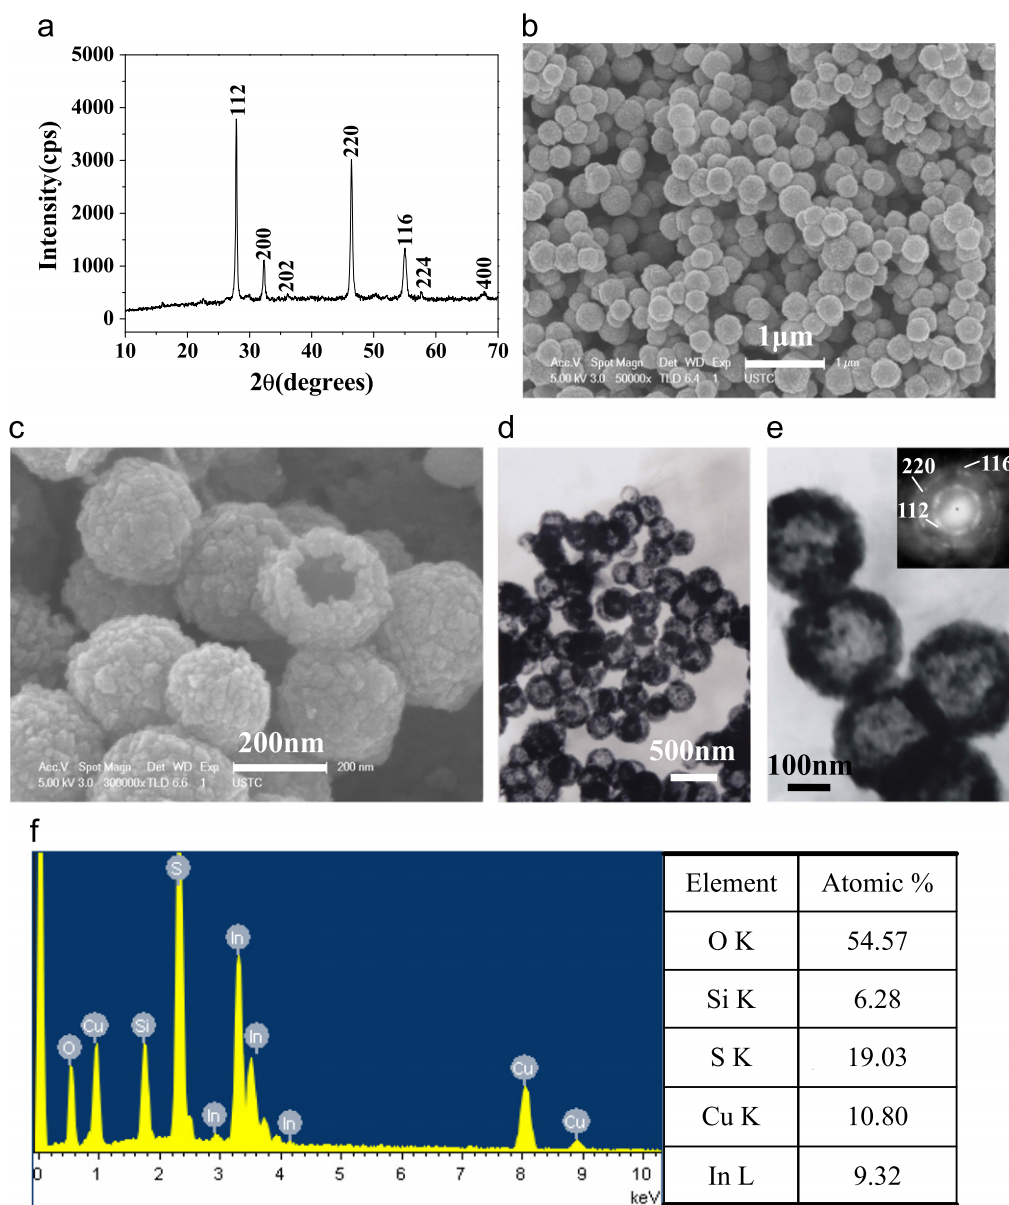 a
5000
4000
3000
2000
1000
0
Intensity(cps)
112
200
202
220
116
224
400
10 20 30 40 50 60 70
2θ(degrees)
b
1μm
Acc.V Spot Magn Det WD Exp 1 μm
5.00 kV 3.0 50000x TLD 6.4 1 USTC
c
200nm
Acc.V Spot Magn Det WD Exp 200 nm
5.00 kV 3.0 300000x TLD 6.6 1 USTC
d
500nm
e
220 116
112
100nm
f
S
In
Cu Si In
O Cu
In In Cu
0 1 2 3 4 5 6 7 8 9 10
keV
Element Atomic %
O K 54.57
Si K 6.28
S K 19.03
Cu K 10.80
In L 9.32